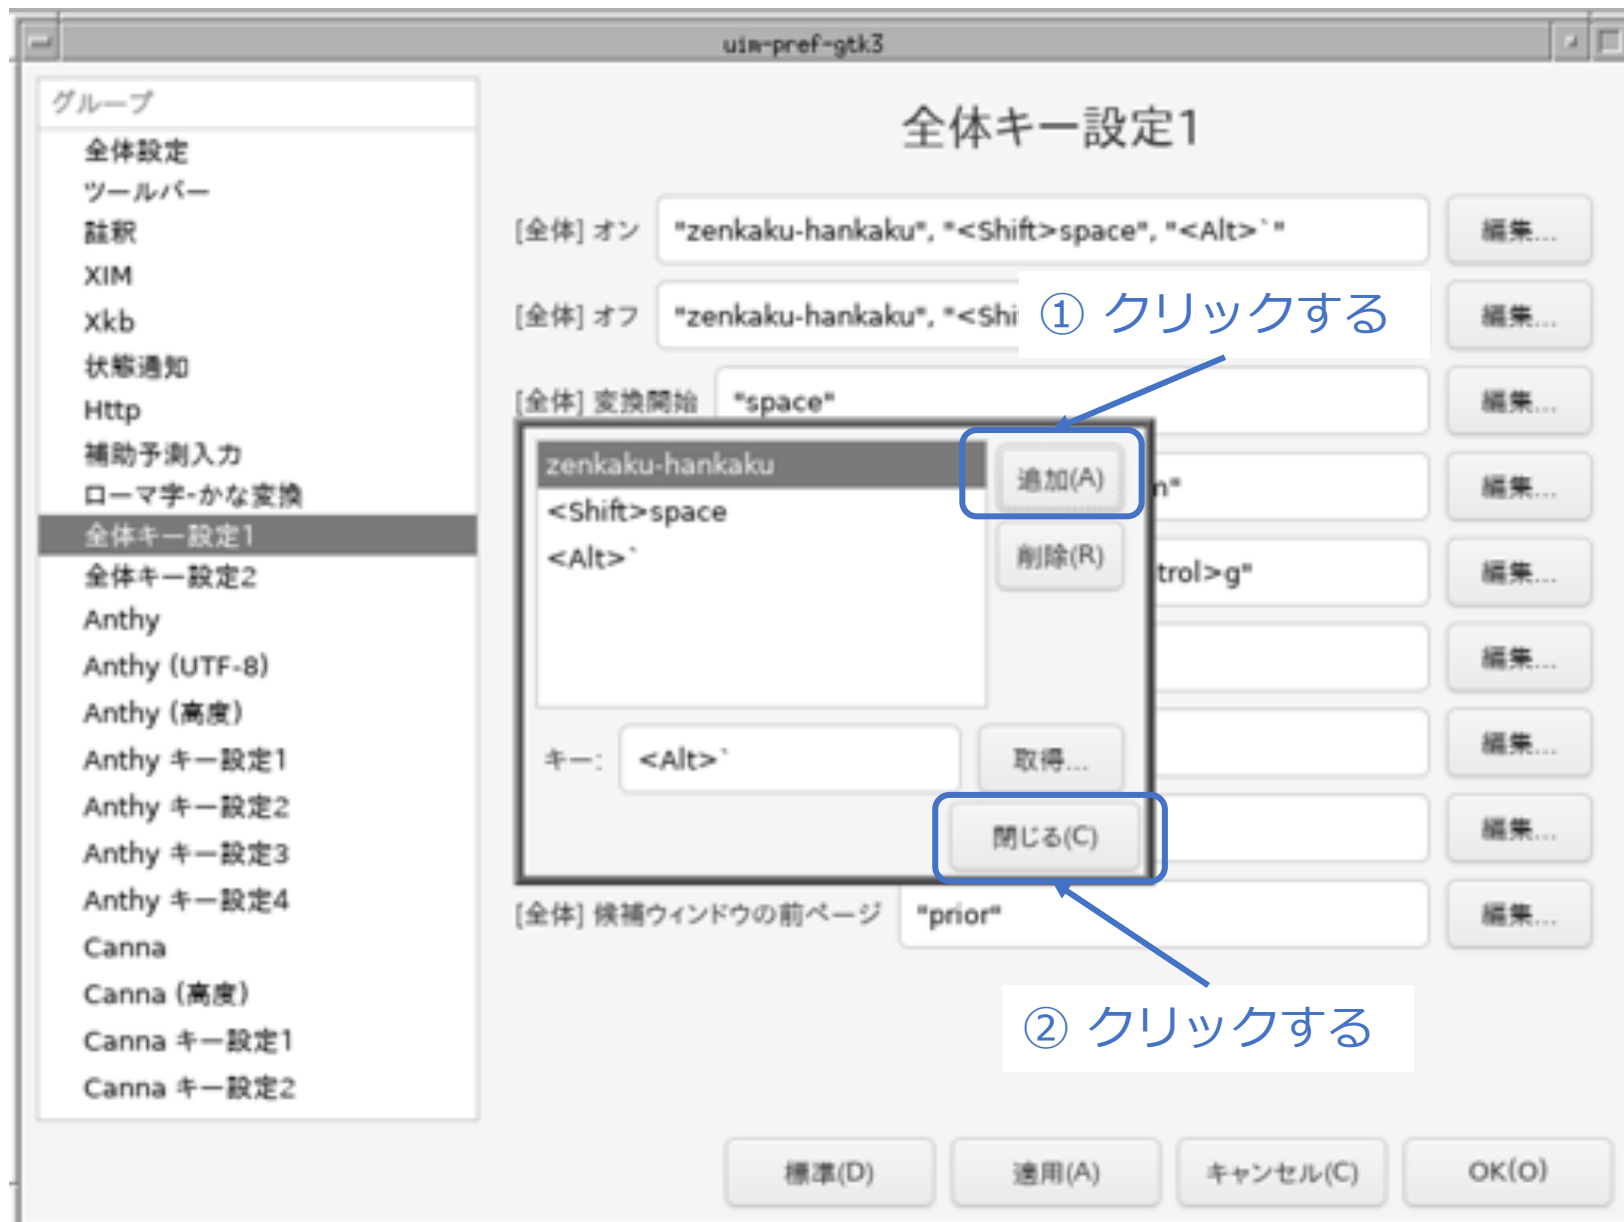 uim-pref-gtk3
グループ
全体設定
ツールバー
註釈
XIM
Xkb
状態通知
Http
補助予測入力
ローマ字-かな変換
全体キー設定1
全体キー設定2
Anthy
Anthy (UTF-8)
Anthy (高度)
Anthy キー設定1
Anthy キー設定2
Anthy キー設定3
Anthy キー設定4
Canna
Canna (高度)
Canna キー設定1
Canna キー設定2
全体キー設定1
[全体] オン "zenkaku-hankaku", "<Shift>space", "<Alt>`" 編集...
[全体] オフ "zenkaku-hankaku", "<Shi 編集...
① クリックする
[全体] 変換開始 "space" 編集...
zenkaku-hankaku 追加(A)
<Shift>space
<Alt>` 削除(R)
n" 編集...
trol>g" 編集...
編集...
キー: <Alt>` 取得...
編集...
閉じる(C)
編集...
[全体] 候補ウィンドウの前ページ "prior" 編集...
② クリックする
標準(D) 適用(A) キャンセル(C) OK(O)